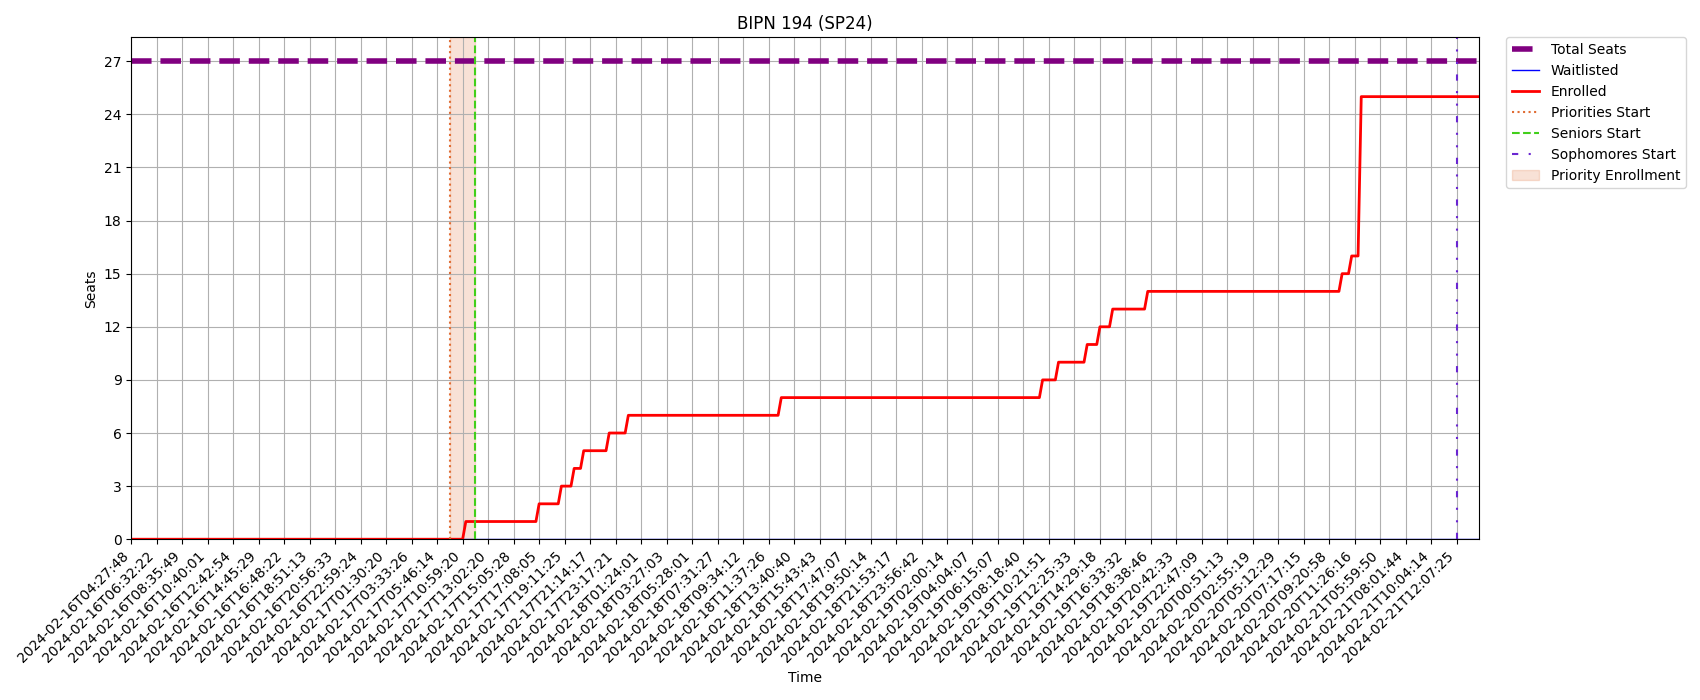 BIPN 194 (SP24)
Total Seats
Waitlisted
Enrolled
Priorities Start
Seniors Start
Sophomores Start
Priority Enrollment
Seats
27
24
21
18
15
12
9
6
3
0
2024-02-16T04:27:48
2024-02-16T06:32:22
2024-02-16T08:35:49
2024-02-16T10:40:01
2024-02-16T12:42:54
2024-02-16T14:45:29
2024-02-16T16:48:22
2024-02-16T18:51:13
2024-02-16T20:56:33
2024-02-16T22:59:24
2024-02-17T01:30:20
2024-02-17T03:33:26
2024-02-17T05:46:14
2024-02-17T10:59:20
2024-02-17T13:02:20
2024-02-17T15:05:28
2024-02-17T17:08:05
2024-02-17T19:11:25
2024-02-17T21:14:17
2024-02-17T23:17:21
2024-02-18T01:24:01
2024-02-18T03:27:03
2024-02-18T05:28:01
2024-02-18T07:31:27
2024-02-18T09:34:12
2024-02-18T11:37:26
2024-02-18T13:40:40
2024-02-18T15:43:43
2024-02-18T17:47:07
2024-02-18T19:50:14
2024-02-18T21:53:17
2024-02-18T23:56:42
2024-02-19T02:00:14
2024-02-19T04:04:07
2024-02-19T06:15:07
2024-02-19T08:18:40
2024-02-19T10:21:51
2024-02-19T12:25:33
2024-02-19T14:29:18
2024-02-19T16:33:32
2024-02-19T18:38:46
2024-02-19T20:42:33
2024-02-19T22:47:09
2024-02-20T00:51:13
2024-02-20T02:55:19
2024-02-20T05:12:29
2024-02-20T07:17:15
2024-02-20T09:20:58
2024-02-20T11:26:16
2024-02-21T05:59:50
2024-02-21T08:01:44
2024-02-21T10:04:14
2024-02-21T12:07:25
Time